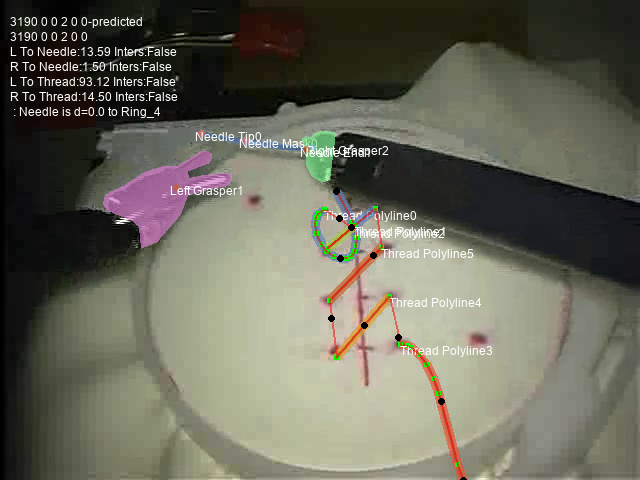 3190 0 0 2 0 0-predicted
3190 0 0 2 0 0
L To Needle:13.59 Inters:False
R To Needle:1.50 Inters:False
L To Thread:93.12 Inters:False
R To Thread:14.50 Inters:False
: Needle is d=0.0 to Ring_4
Needle Tip0
Needle Mas
Grasper2
Left Grasper1
Thread Polyline0
Thread Polyline2
Thread Polyline5
Thread Polyline4
Thread Polyline3